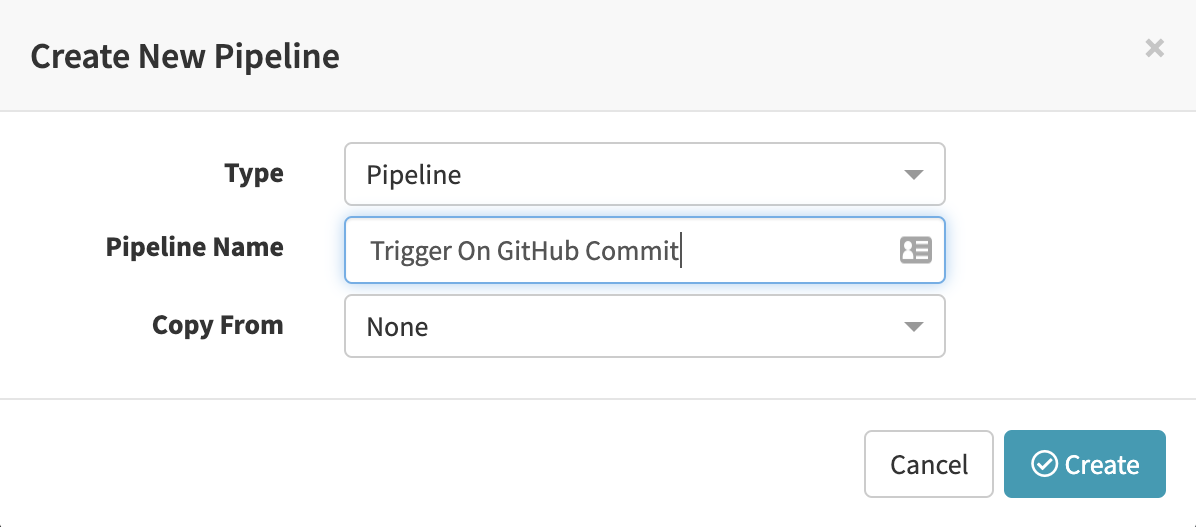 Create New Pipeline
Type
Pipeline
Pipeline Name
Trigger On GitHub Commit
Copy From
None
Cancel
Create